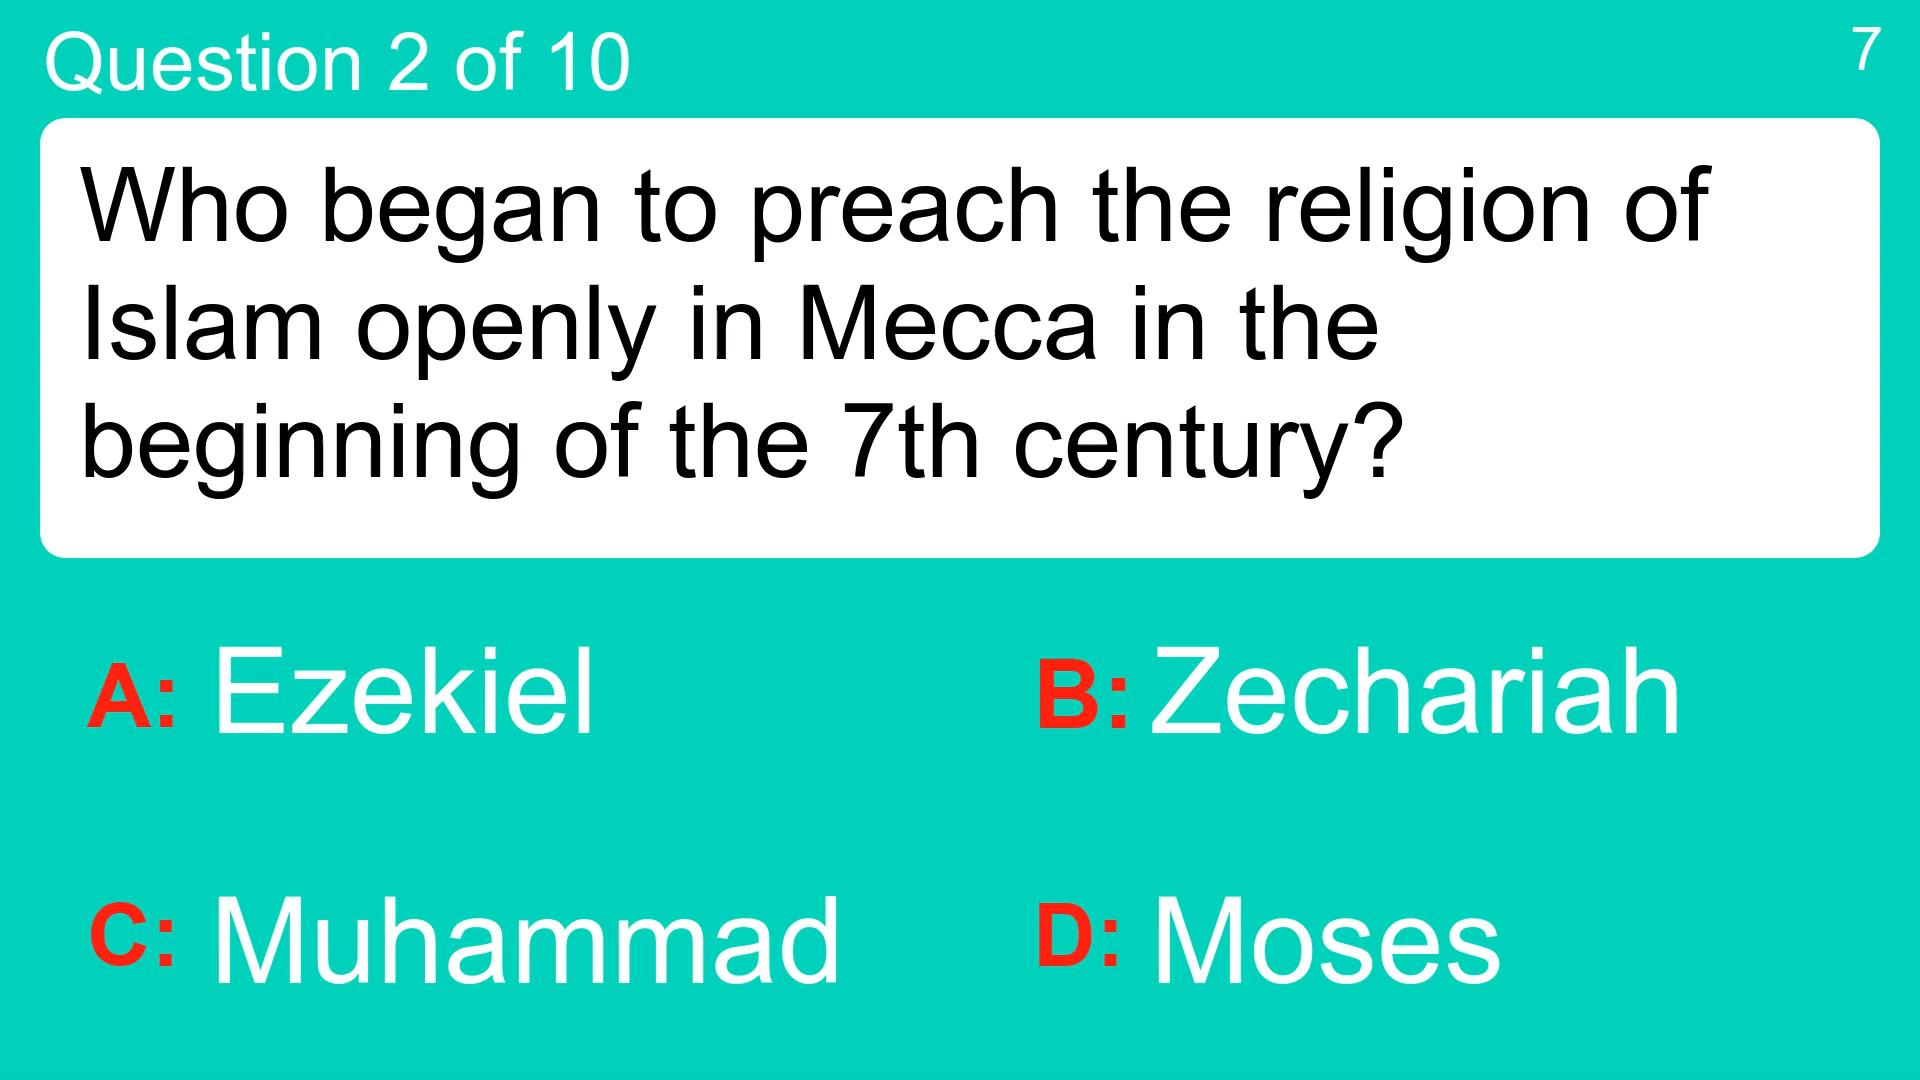 Question 2 of 10
7
Who began to preach the religion of
Islam openly in Mecca in the
beginning of the 7th century?
A: Ezekiel
B: Zechariah
C: Muhammad
D: Moses